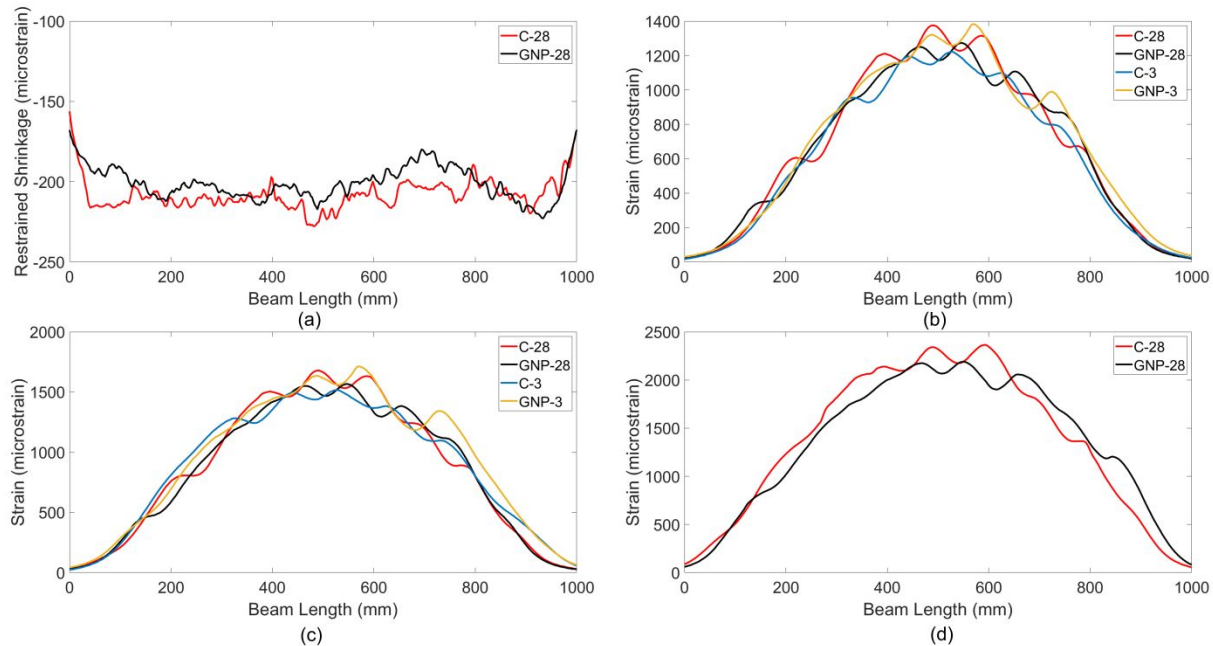 Restrained Shrinkage (microstrain)
-100
-150
-200
-250
C-28
GNP-28
0
200
400
600
800
1000
Beam Length (mm)
(a)
Strain (microstrain)
1400
1200
1000
800
600
400
200
0
C-28
GNP-28
C-3
GNP-3
0
200
400
600
800
1000
Beam Length (mm)
(b)
Strain (microstrain)
2000
1500
1000
500
0
C-28
GNP-28
C-3
GNP-3
0
200
400
600
800
1000
Beam Length (mm)
(c)
Strain (microstrain)
2500
2000
1500
1000
500
0
C-28
GNP-28
0
200
400
600
800
1000
Beam Length (mm)
(d)